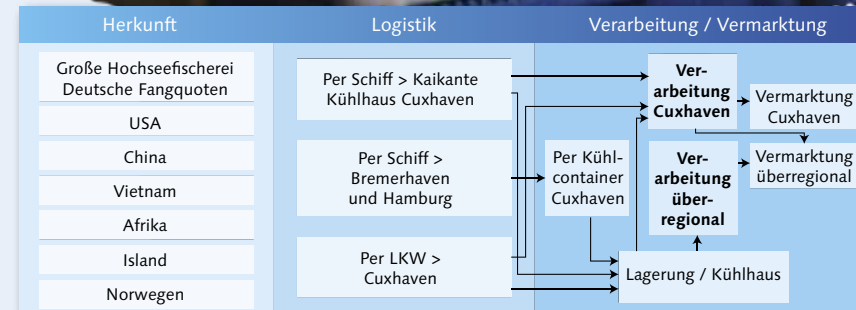 Herkunft
Logistik
Verarbeitung / Vermarktung
Große Hochseefischerei
Deutsche Fangquoten
USA
China
Vietnam
Afrika
Island
Norwegen
Per Schiff > Kaikante
Kühlhaus Cuxhaven
Per Schiff >
Bremerhaven
und Hamburg
Per LKW >
Cuxhaven
Per Kühl-
container
Cuxhaven
Ver-
arbeitung
Cuxhaven
Ver-
arbeitung
über-
regional
Lagerung / Kühlhaus
Vermarktung
Cuxhaven
Vermarktung
überregional